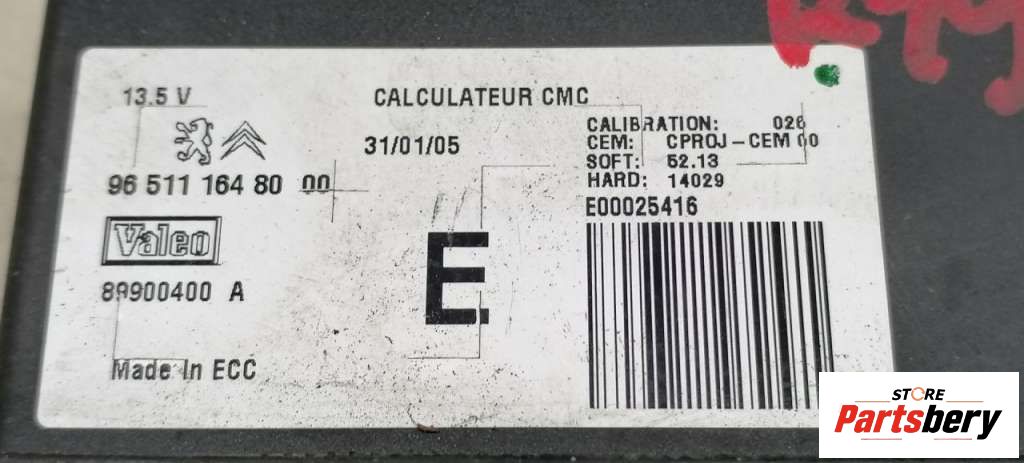 13.5 V
CALCULATEUR CMC
31/01/05
96 511 164 80 00
Valeo
89900400 A
Made In ECC
E
CALIBRATION: 026
CEM: CPROJ-CEM 00
SOFT: 52.13
HARD: 14029
E00025416
STORE
Partsbery